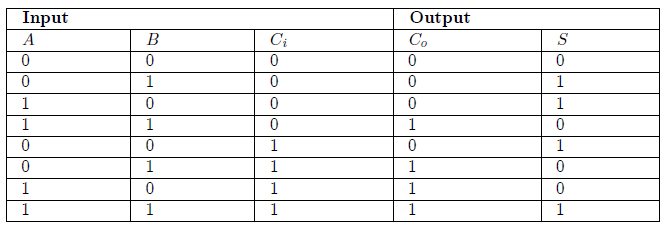 Input Output
A B Ci Co S
0 0 0 0 0
0 1 0 0 1
1 0 0 0 1
1 1 0 1 0
0 0 1 0 1
0 1 1 1 0
1 0 1 1 0
1 1 1 1 1